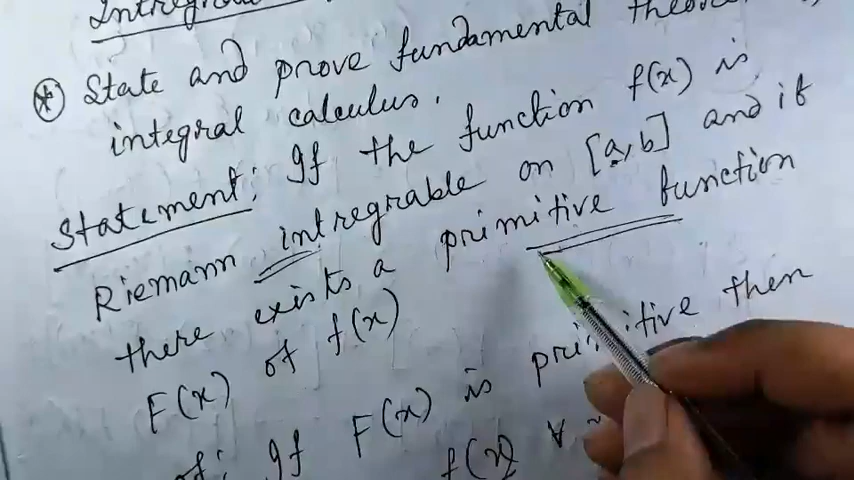 ✱ State and prove fundamental
integral calculus.
Statement: If the function f(x) is
Riemann intregrable on [a,b] and if
there exists a primitive function
F(x) of f(x)
If F(x) is primitive then
f(x) ∀